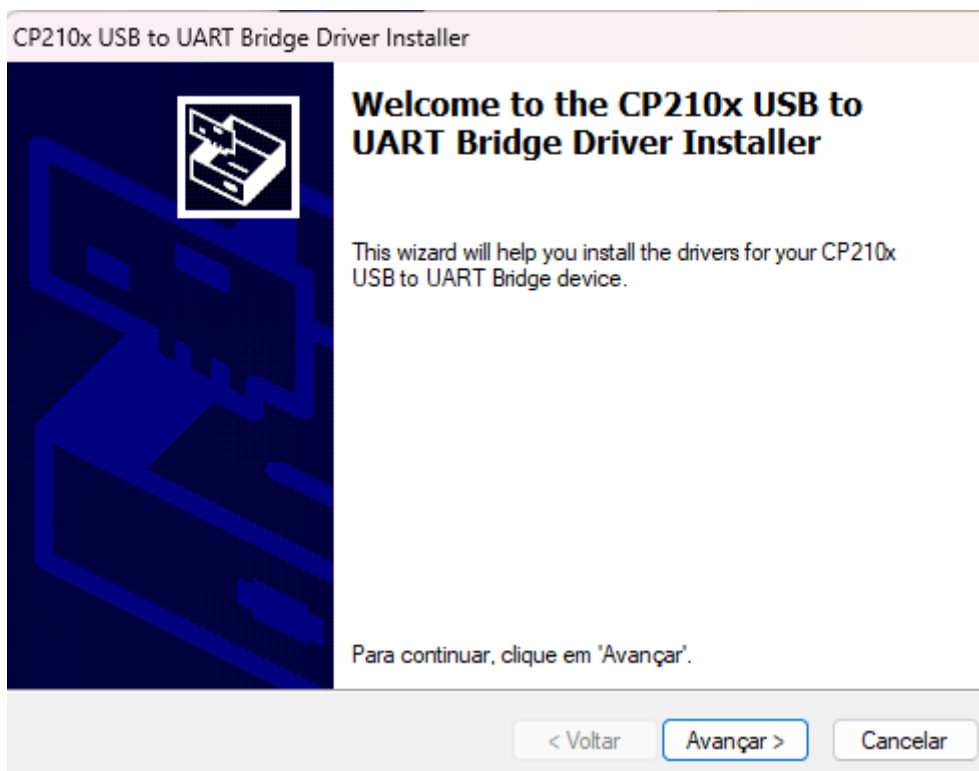 CP210x USB to UART Bridge Driver Installer
Welcome to the CP210x USB to
UART Bridge Driver Installer
This wizard will help you install the drivers for your CP210x
USB to UART Bridge device.
Para continuar, clique em 'Avançar'.
< Voltar
Avançar >
Cancelar